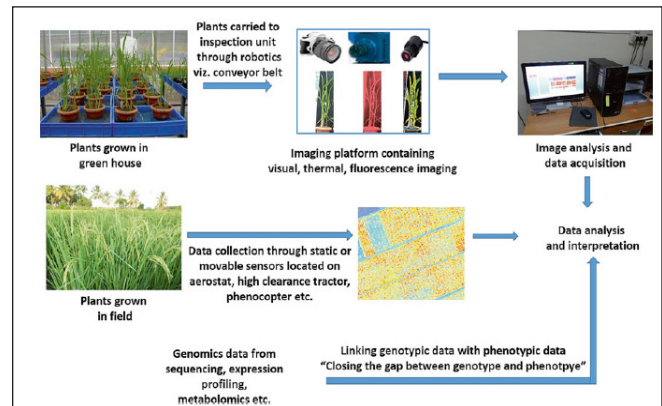 Plants carried to
inspection unit
through robotics
viz. conveyor belt
Plants grown in
green house
Imaging platform containing
visual, thermal, fluorescence imaging
Image analysis and
data acquisition
Data collection through static or
movable sensors located on
aerostat, high clearance tractor,
phenocopter etc.
Plants grown
in field
Data analysis
and interpretation
Genomics data from
sequencing, expression
profiling,
metabolomics etc.
Linking genotypic data with phenotypic data
“Closing the gap between genotype and phenotpye”